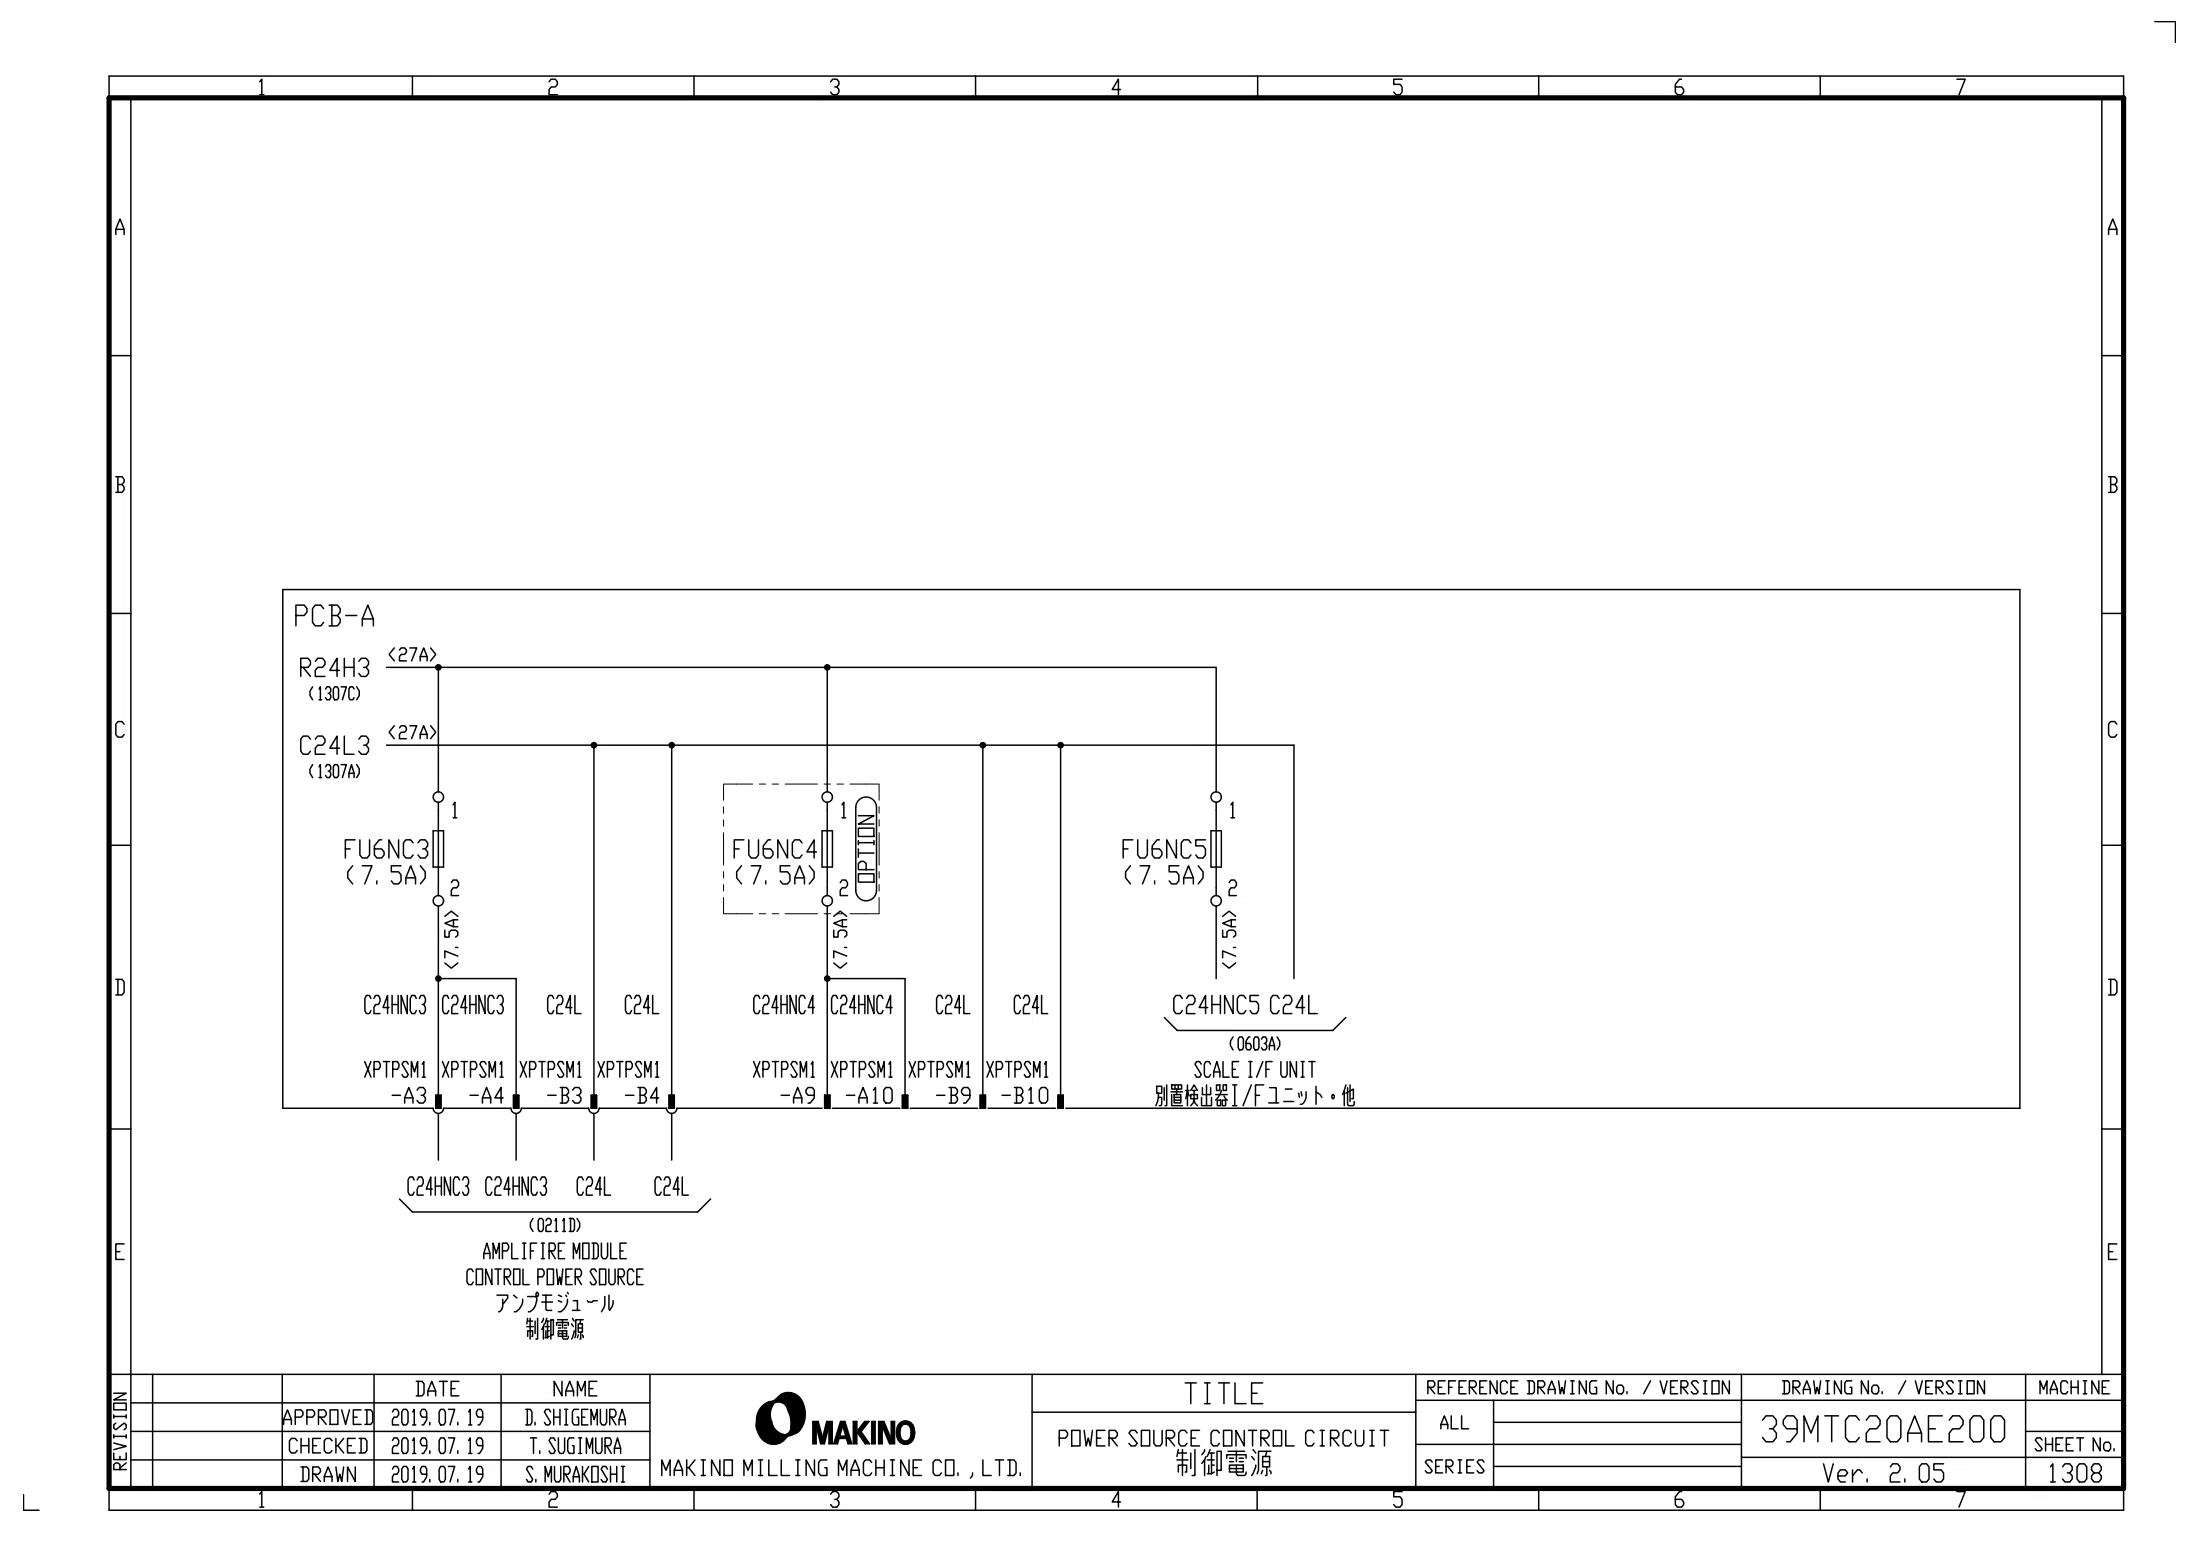 1 2 3 4 5 6 7
A A
B B
PCB-A
<27A>
R24H3
(1307C)
C C
<27A>
C24L3
(1307A)
1 1 1
FU6NC3 FU6NC4 FU6NC5
(7.5A) (7.5A) (7.5A)
OPTION
2 2 2
<7.5A> <7.5A> <7.5A>
D D
C24HNC3 C24HNC3 C24L C24L C24HNC4 C24HNC4 C24L C24L C24HNC5 C24L
(0603A)
XPTPSM1 XPTPSM1 XPTPSM1 XPTPSM1 XPTPSM1 XPTPSM1 XPTPSM1 XPTPSM1 SCALE I/F UNIT
-A3 -A4 -B3 -B4 -A9 -A10 -B9 -B10 別置検出器I/Fユニット・他
C24HNC3 C24HNC3 C24L C24L
(0211D)
E E
AMPLIFIRE MODULE
CONTROL POWER SOURCE
アンプモジュール
制御電源
REVISION
DATE NAME
APPROVED 2019.07.19 D. SHIGEMURA
CHECKED 2019.07.19 T. SUGIMURA
DRAWN 2019.07.19 S. MURAKOSHI
MAKINO
MAKINO MILLING MACHINE CO.,LTD.
TITLE
POWER SOURCE CONTROL CIRCUIT
制御電源
REFERENCE DRAWING No. / VERSION
ALL
SERIES
DRAWING No. / VERSION
39MTC20AE200
Ver. 2.05
MACHINE
SHEET No.
1308
1 2 3 4 5 6 7